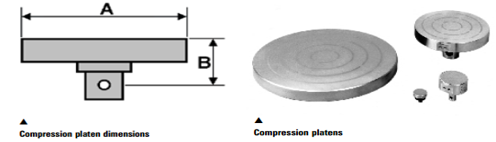 A
B
▲
Compression platen dimensions
▲
Compression platens